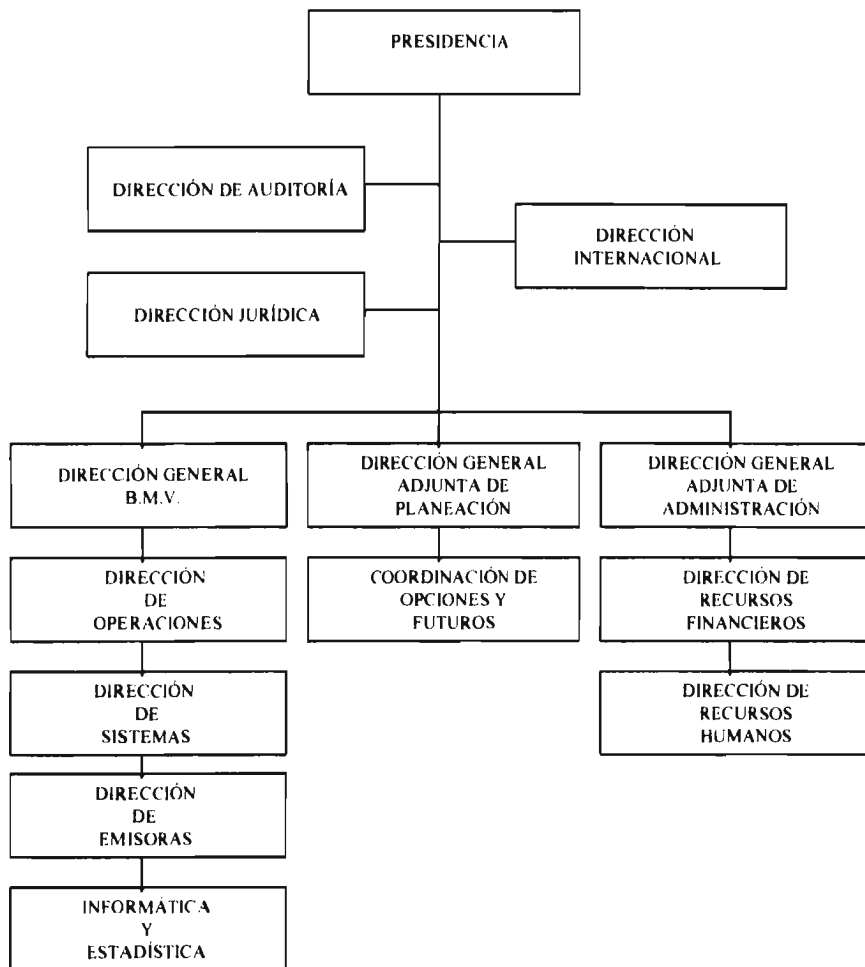 PRESIDENCIA
DIRECCIÓN DE AUDITORÍA
DIRECCIÓN
INTERNACIONAL
DIRECCIÓN JURÍDICA
DIRECCIÓN GENERAL
B.M.V.
DIRECCIÓN GENERAL
ADJUNTA DE
PLANEACIÓN
DIRECCIÓN GENERAL
ADJUNTA DE
ADMINISTRACIÓN
DIRECCIÓN
DE
OPERACIONES
COORDINACIÓN DE
OPCIONES Y
FUTUROS
DIRECCIÓN DE
RECURSOS
FINANCIEROS
DIRECCIÓN
DE
SISTEMAS
DIRECCIÓN DE
RECURSOS
HUMANOS
DIRECCIÓN
DE
EMISORAS
INFORMÁTICA
Y
ESTADÍSTICA